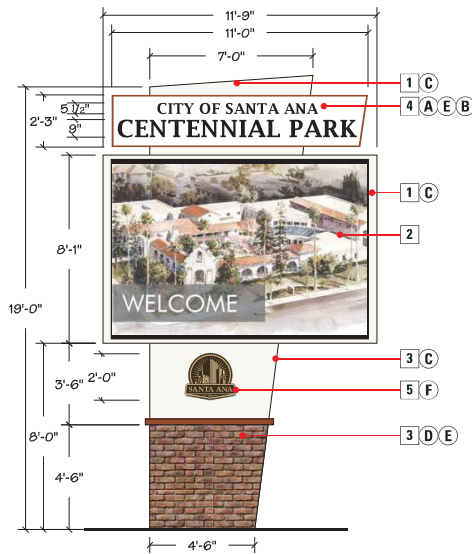 11'-9"
11'-0"
7'-0"
1 C
5 1/2"
CITY OF SANTA ANA
4 A E B
2'-3"
9"
CENTENNIAL PARK
1 C
2
8'-1"
WELCOME
19'-0"
3 C
3'-6"
2'-0"
SANTA ANA
5 F
8'-0"
3 D E
4'-6"
4'-6"